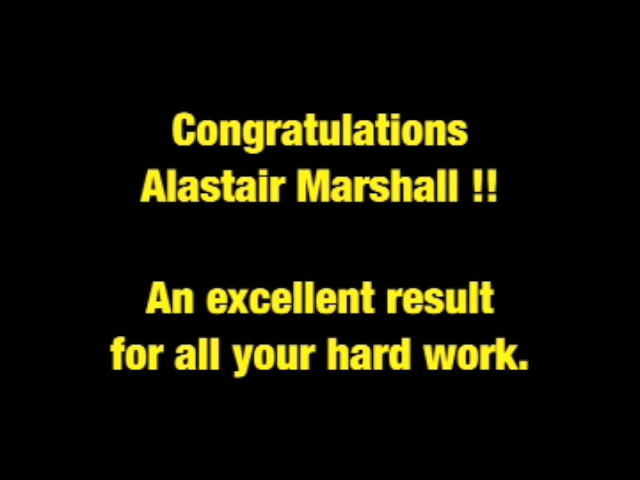 Congratulations
Alastair Marshall !!
An excellent result
for all your hard work.